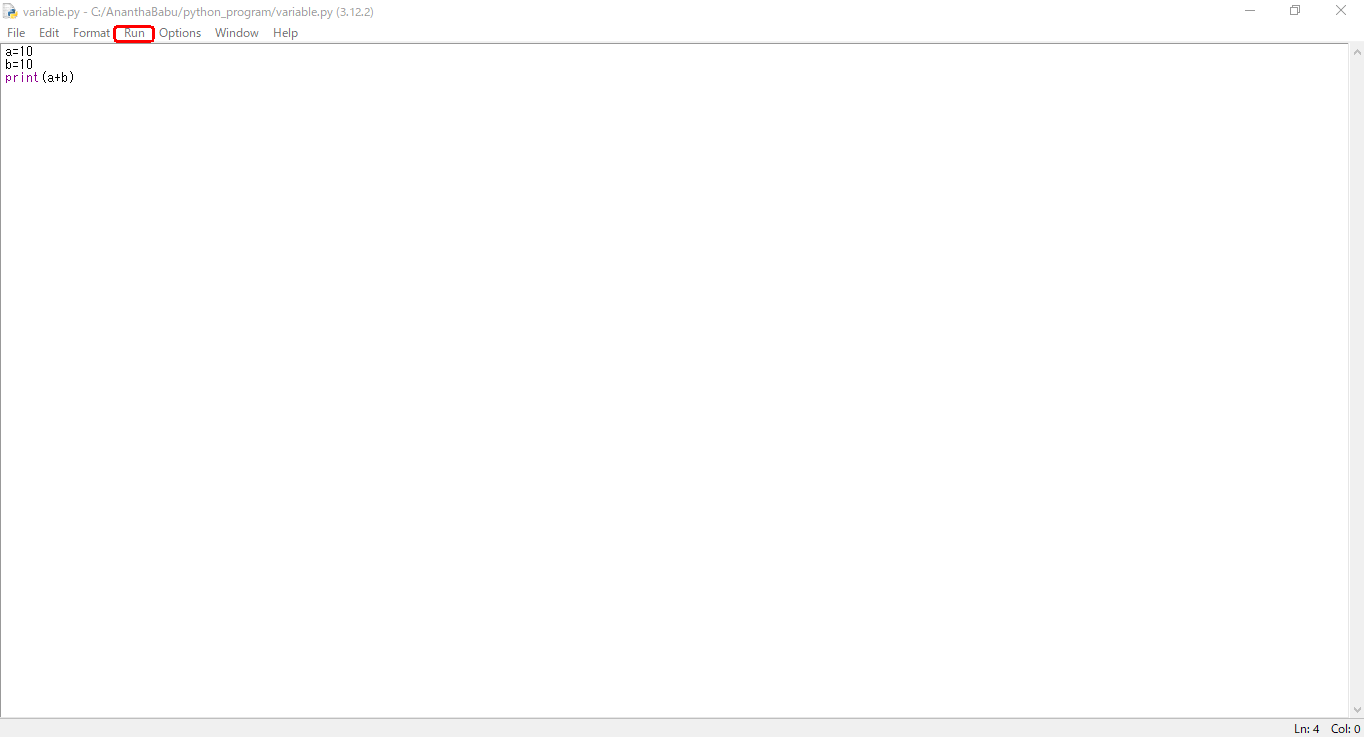 variable.py - C:/AnanthaBabu/python_program/variable.py (3.12.2)
File Edit Format Run Options Window Help
a=10
b=10
print(a+b)
Ln: 4 Col: 0